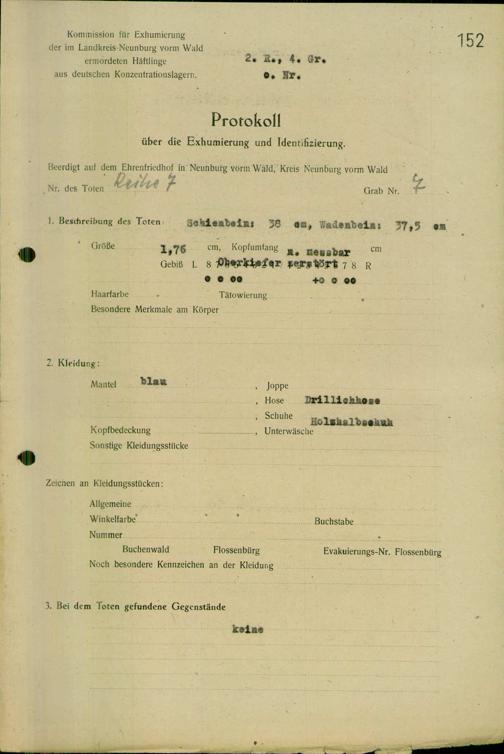 152
Kommission für Exhumierung
der im Landkreis Neunburg vorm Wald
ermordeten Häftlinge
aus deutschen Konzentrationslagern.
2. R., 4. Gr.
o. Nr.
Protokoll
über die Exhumierung und Identifizierung.
Beerdigt auf dem Ehrenfriedhof in Neunburg vorm Wald, Kreis Neunburg vorm Wald
Nr. des Toten Reihe 7 Grab Nr. 7
1. Beschreibung des Toten: Schienbein: 38 cm, Wadenbein: 37,5 cm
Größe 1,76 cm, Kopfumfang n. messbar cm
Gebiß L 8 7 Oberkiefer zerstört 7 8 R
o o oo +o o oo
Haarfarbe Tätowierung
Besondere Merkmale am Körper
2. Kleidung:
Mantel blau , Joppe
, Hose Drillichhose
, Schuhe Holzhalbschuh
Kopfbedeckung , Unterwäsche
Sonstige Kleidungsstücke
Zeichen an Kleidungsstücken:
Allgemeine
Winkelfarbe Buchstabe
Nummer
Buchenwald Flossenbürg Evakuierungs-Nr. Flossenbürg
Noch besondere Kennzeichen an der Kleidung
3. Bei dem Toten gefundene Gegenstände
keine